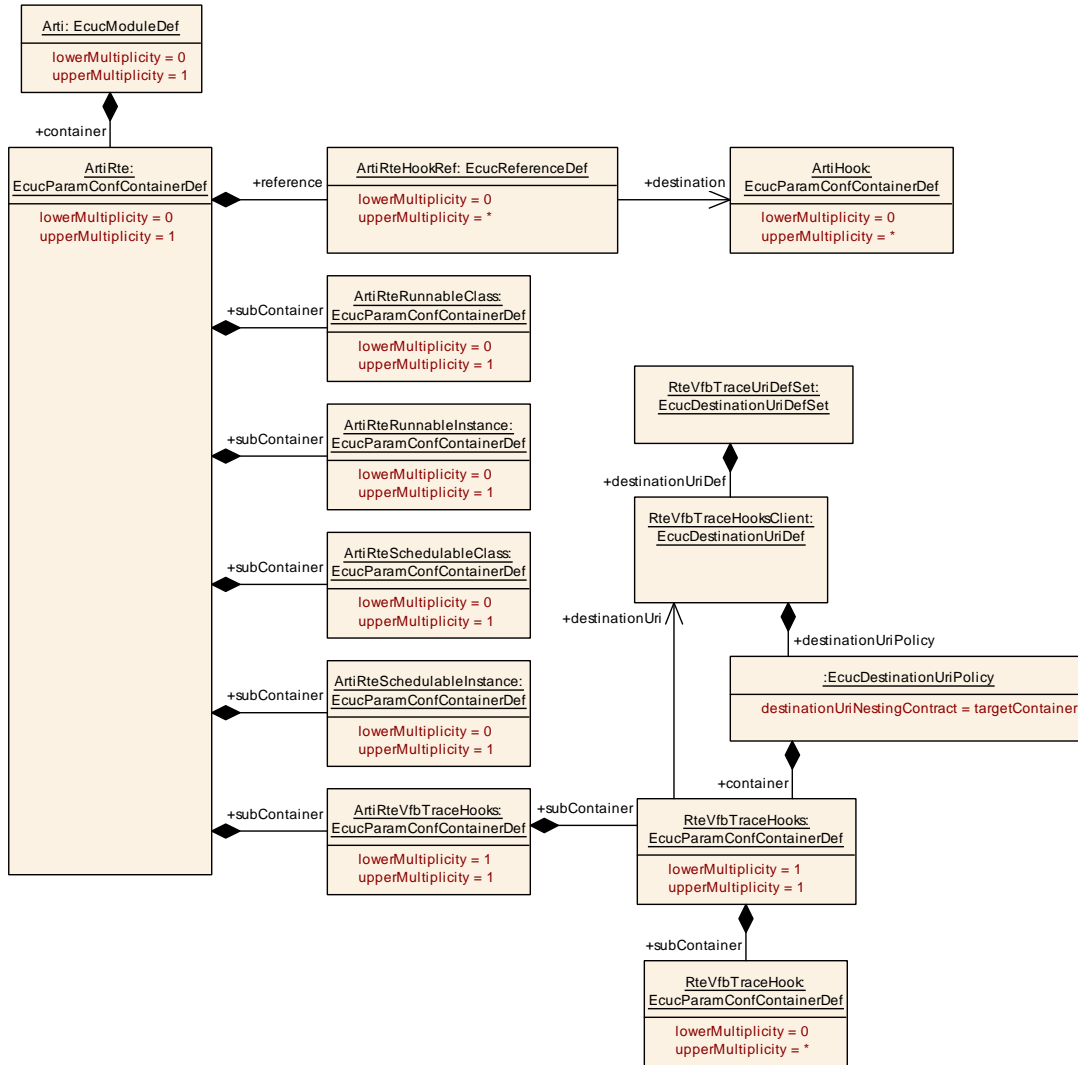 Arti: EcucModuleDef
lowerMultiplicity = 0
upperMultiplicity = 1
+container
ArtiRte:
EcucParamConfContainerDef
lowerMultiplicity = 0
upperMultiplicity = 1
+reference
ArtiRteHookRef: EcucReferenceDef
lowerMultiplicity = 0
upperMultiplicity = *
+destination
ArtiHook:
EcucParamConfContainerDef
lowerMultiplicity = 0
upperMultiplicity = *
+subContainer
ArtiRteRunnableClass:
EcucParamConfContainerDef
lowerMultiplicity = 0
upperMultiplicity = 1
+subContainer
ArtiRteRunnableInstance:
EcucParamConfContainerDef
lowerMultiplicity = 0
upperMultiplicity = 1
RteVfbTraceUriDefSet:
EcucDestinationUriDefSet
+destinationUriDef
RteVfbTraceHooksClient:
EcucDestinationUriDef
+subContainer
ArtiRteSchedulableClass:
EcucParamConfContainerDef
lowerMultiplicity = 0
upperMultiplicity = 1
+destinationUri
+destinationUriPolicy
:EcucDestinationUriPolicy
destinationUriNestingContract = targetContainer
+subContainer
ArtiRteSchedulableInstance:
EcucParamConfContainerDef
lowerMultiplicity = 0
upperMultiplicity = 1
+container
+subContainer
ArtiRteVfbTraceHooks:
EcucParamConfContainerDef
lowerMultiplicity = 1
upperMultiplicity = 1
+subContainer
RteVfbTraceHooks:
EcucParamConfContainerDef
lowerMultiplicity = 1
upperMultiplicity = 1
+subContainer
RteVfbTraceHook:
EcucParamConfContainerDef
lowerMultiplicity = 0
upperMultiplicity = *